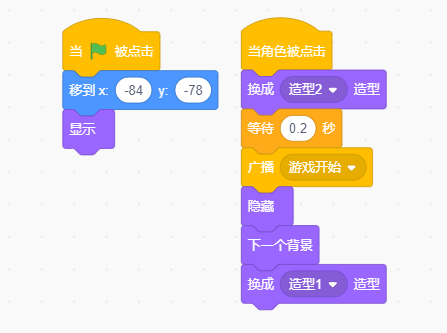 当 被点击
移到 x: -84 y: -78
显示
当角色被点击
换成 造型2 造型
等待 0.2 秒
广播 游戏开始
隐藏
下一个背景
换成 造型1 造型